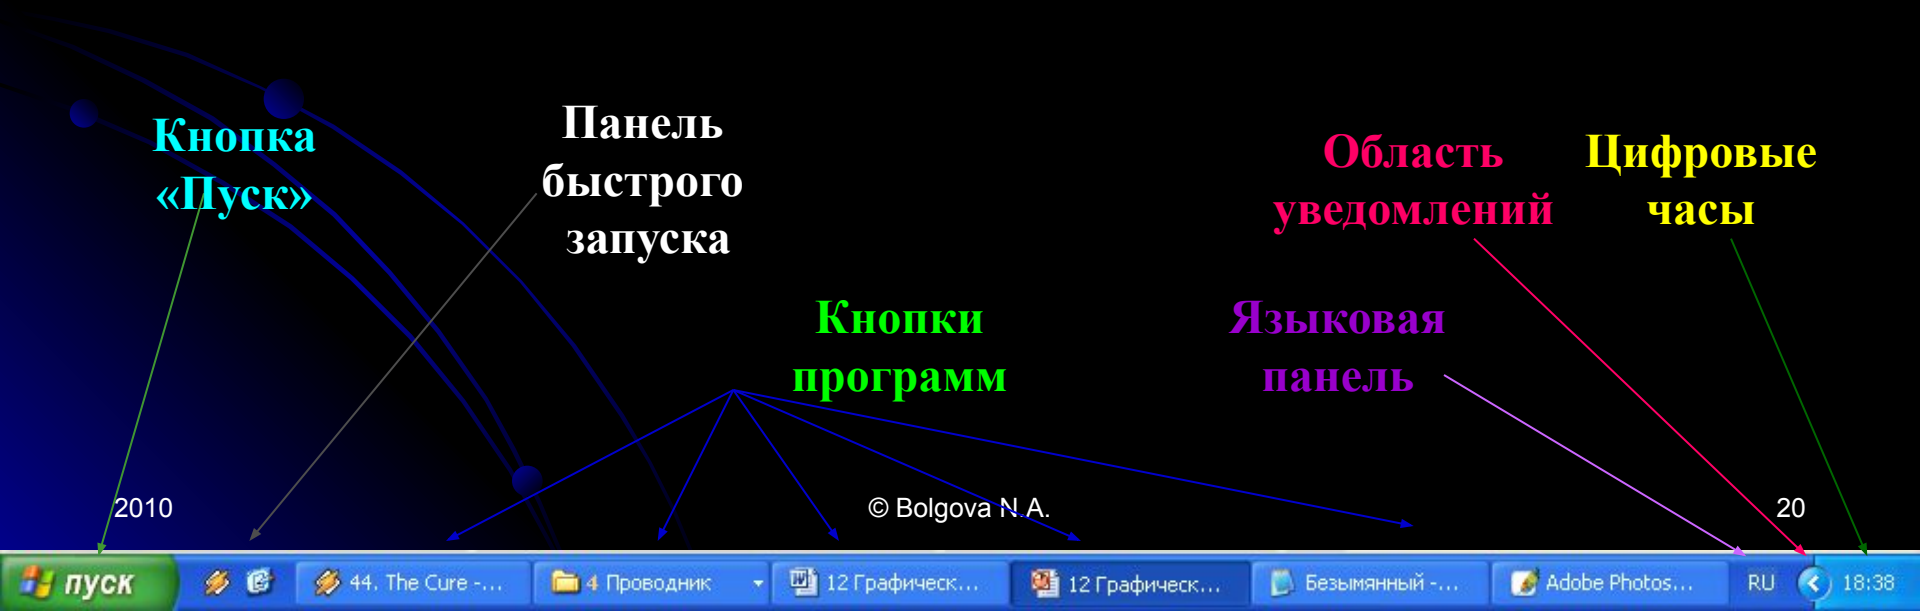 Кнопка
«Пуск»
Панель
быстрого
запуска
Область
уведомлений
Цифровые
часы
Кнопки
программ
Языковая
панель
2010
© Bolgova N.A.
20
пуск
44. The Cure -...
4 Проводник
12 Графическ...
12 Графическ...
Безымянный -...
Adobe Photos...
RU
18:38